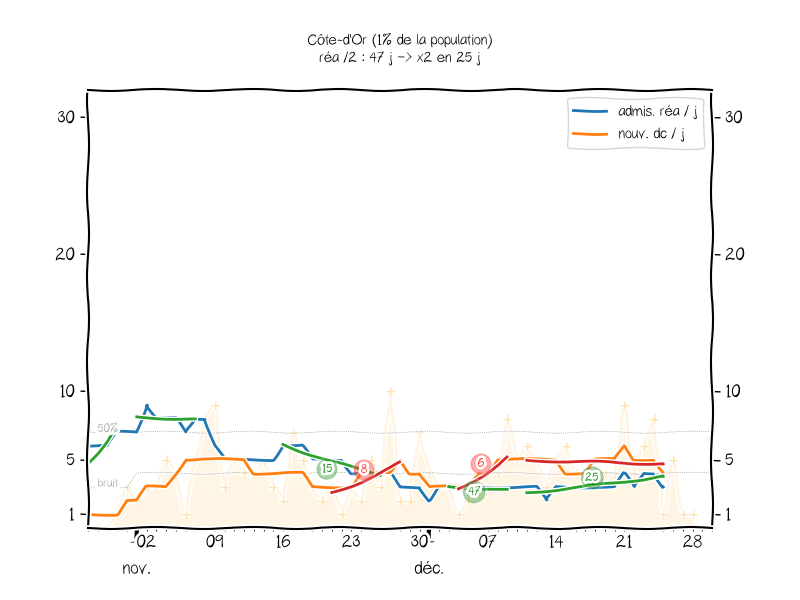 Côte-d'Or (1% de la population)
réa /2 : 47 j -> x2 en 25 j
admis. réa / j
nouv. dc / j
30 30
20 20
10 10
50%
5 5
bruit
1 1
15 8 6 47 25
02 09 16 23 30 07 14 21 28
nov. déc.